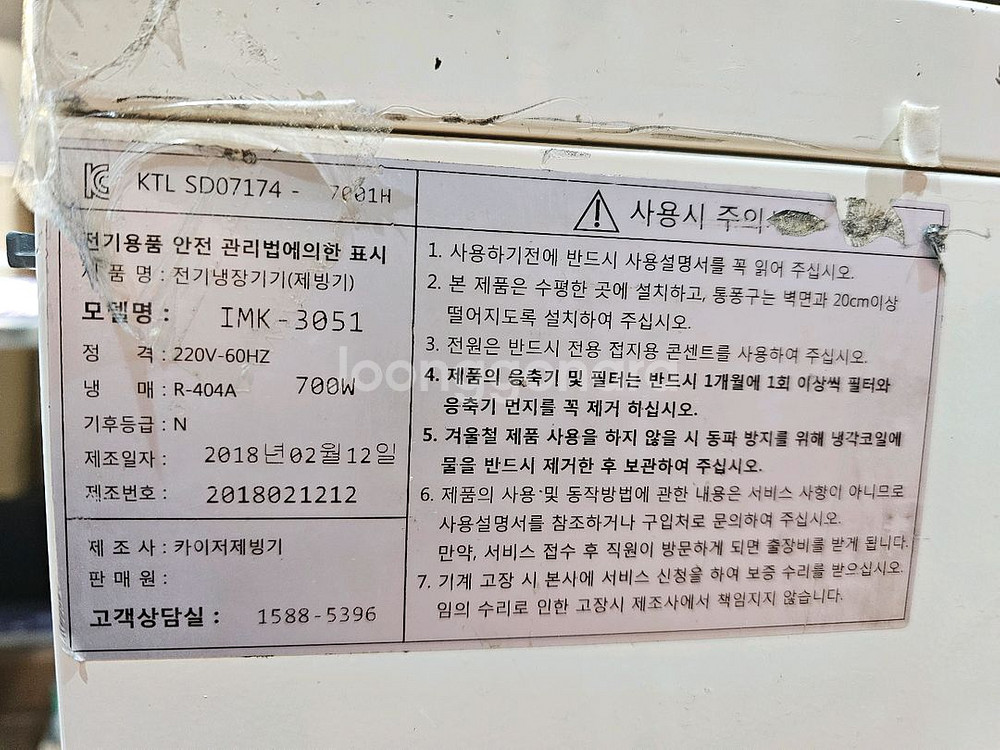 KTL SD07174 - 7001H
전기용품 안전 관리법에의한 표시
제 품 명 : 전기냉장기기(제빙기)
모델명 : IMK-3051
정 격 : 220V-60HZ
냉 매 : R-404A 700W
기후등급 : N
제조일자 : 2018년02월12일
제조번호 : 2018021212
제 조 사 : 카이저제빙기
판 매 원 :
고객상담실 : 1588-5396
사용시 주의
1. 사용하기전에 반드시 사용설명서를 꼭 읽어 주십시오.
2. 본 제품은 수평한 곳에 설치하고, 통풍구는 벽면과 20cm이상
떨어지도록 설치하여 주십시오.
3. 전원은 반드시 전용 접지용 콘센트를 사용하여 주십시오.
4. 제품의 응축기 및 필터는 반드시 1개월에 1회 이상씩 필터와
응축기 먼지를 꼭 제거 하십시오.
5. 겨울철 제품 사용을 하지 않을 시 동파 방지를 위해 냉각코일에
물을 반드시 제거한 후 보관하여 주십시오.
6. 제품의 사용 및 동작방법에 관한 내용은 서비스 사항이 아니므로
사용설명서를 참조하거나 구입처로 문의하여 주십시오.
만약, 서비스 접수 후 직원이 방문하게 되면 출장비를 받게 됩니다.
7. 기계 고장 시 본사에 서비스 신청을 하여 보증 수리를 받으십시오.
임의 수리로 인한 고장시 제조사에서 책임지지 않습니다.